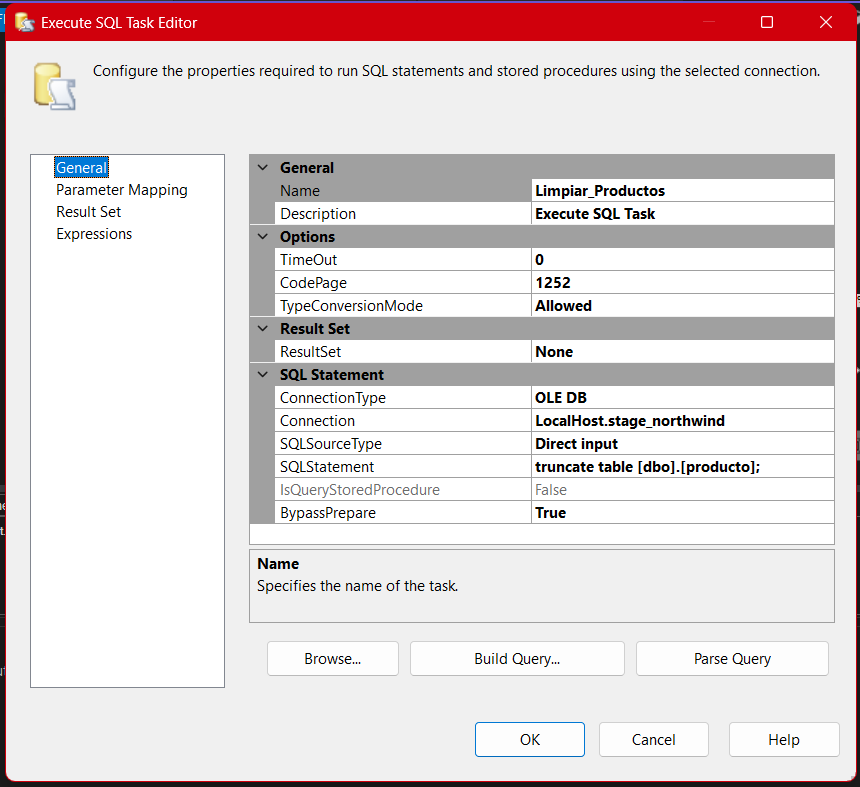 Execute SQL Task Editor
Configure the properties required to run SQL statements and stored procedures using the selected connection.
General
Parameter Mapping
Result Set
Expressions
General
Name Limpiar_Productos
Description Execute SQL Task
Options
TimeOut 0
CodePage 1252
TypeConversionMode Allowed
Result Set
ResultSet None
SQL Statement
ConnectionType OLE DB
Connection LocalHost.stage_northwind
SQLSourceType Direct input
SQLStatement truncate table [dbo].[producto];
IsQueryStoredProcedure False
BypassPrepare True
Name
Specifies the name of the task.
Browse... Build Query... Parse Query
OK Cancel Help